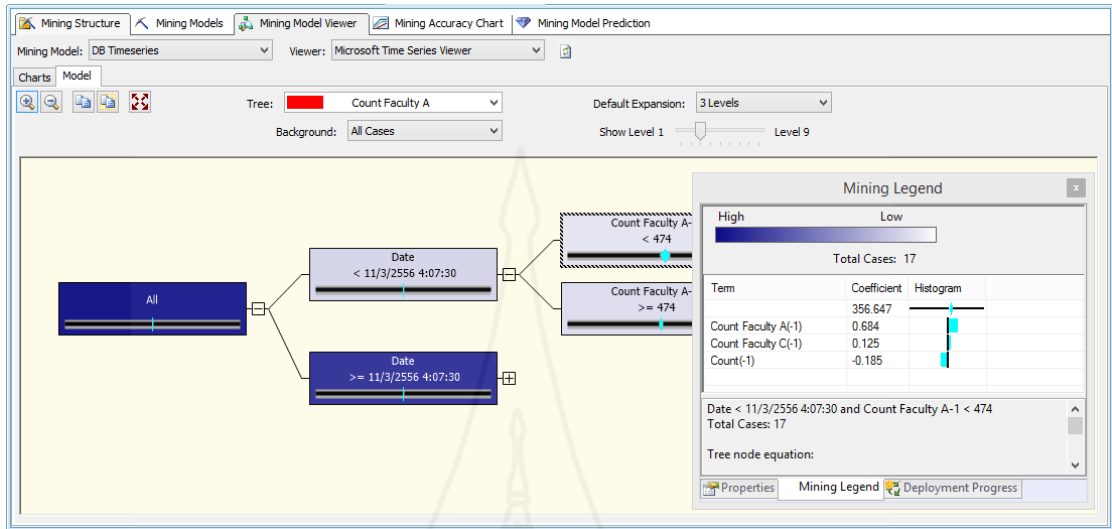 Mining Structure Mining Models Mining Model Viewer Mining Accuracy Chart Mining Model Prediction
Mining Model: DB Timeseries Viewer: Microsoft Time Series Viewer
Charts Model
Tree: Count Faculty A Default Expansion: 3 Levels
Background: All Cases Show Level 1 Level 9
All
Date
< 11/3/2556 4:07:30
Date
>= 11/3/2556 4:07:30
Count Faculty A-
< 474
Count Faculty A-
>= 474
Mining Legend x
High Low
Total Cases: 17
Term Coefficient Histogram
356.647
Count Faculty A(-1) 0.684
Count Faculty C(-1) 0.125
Count(-1) -0.185
Date < 11/3/2556 4:07:30 and Count Faculty A-1 < 474
Total Cases: 17
Tree node equation:
Properties Mining Legend Deployment Progress